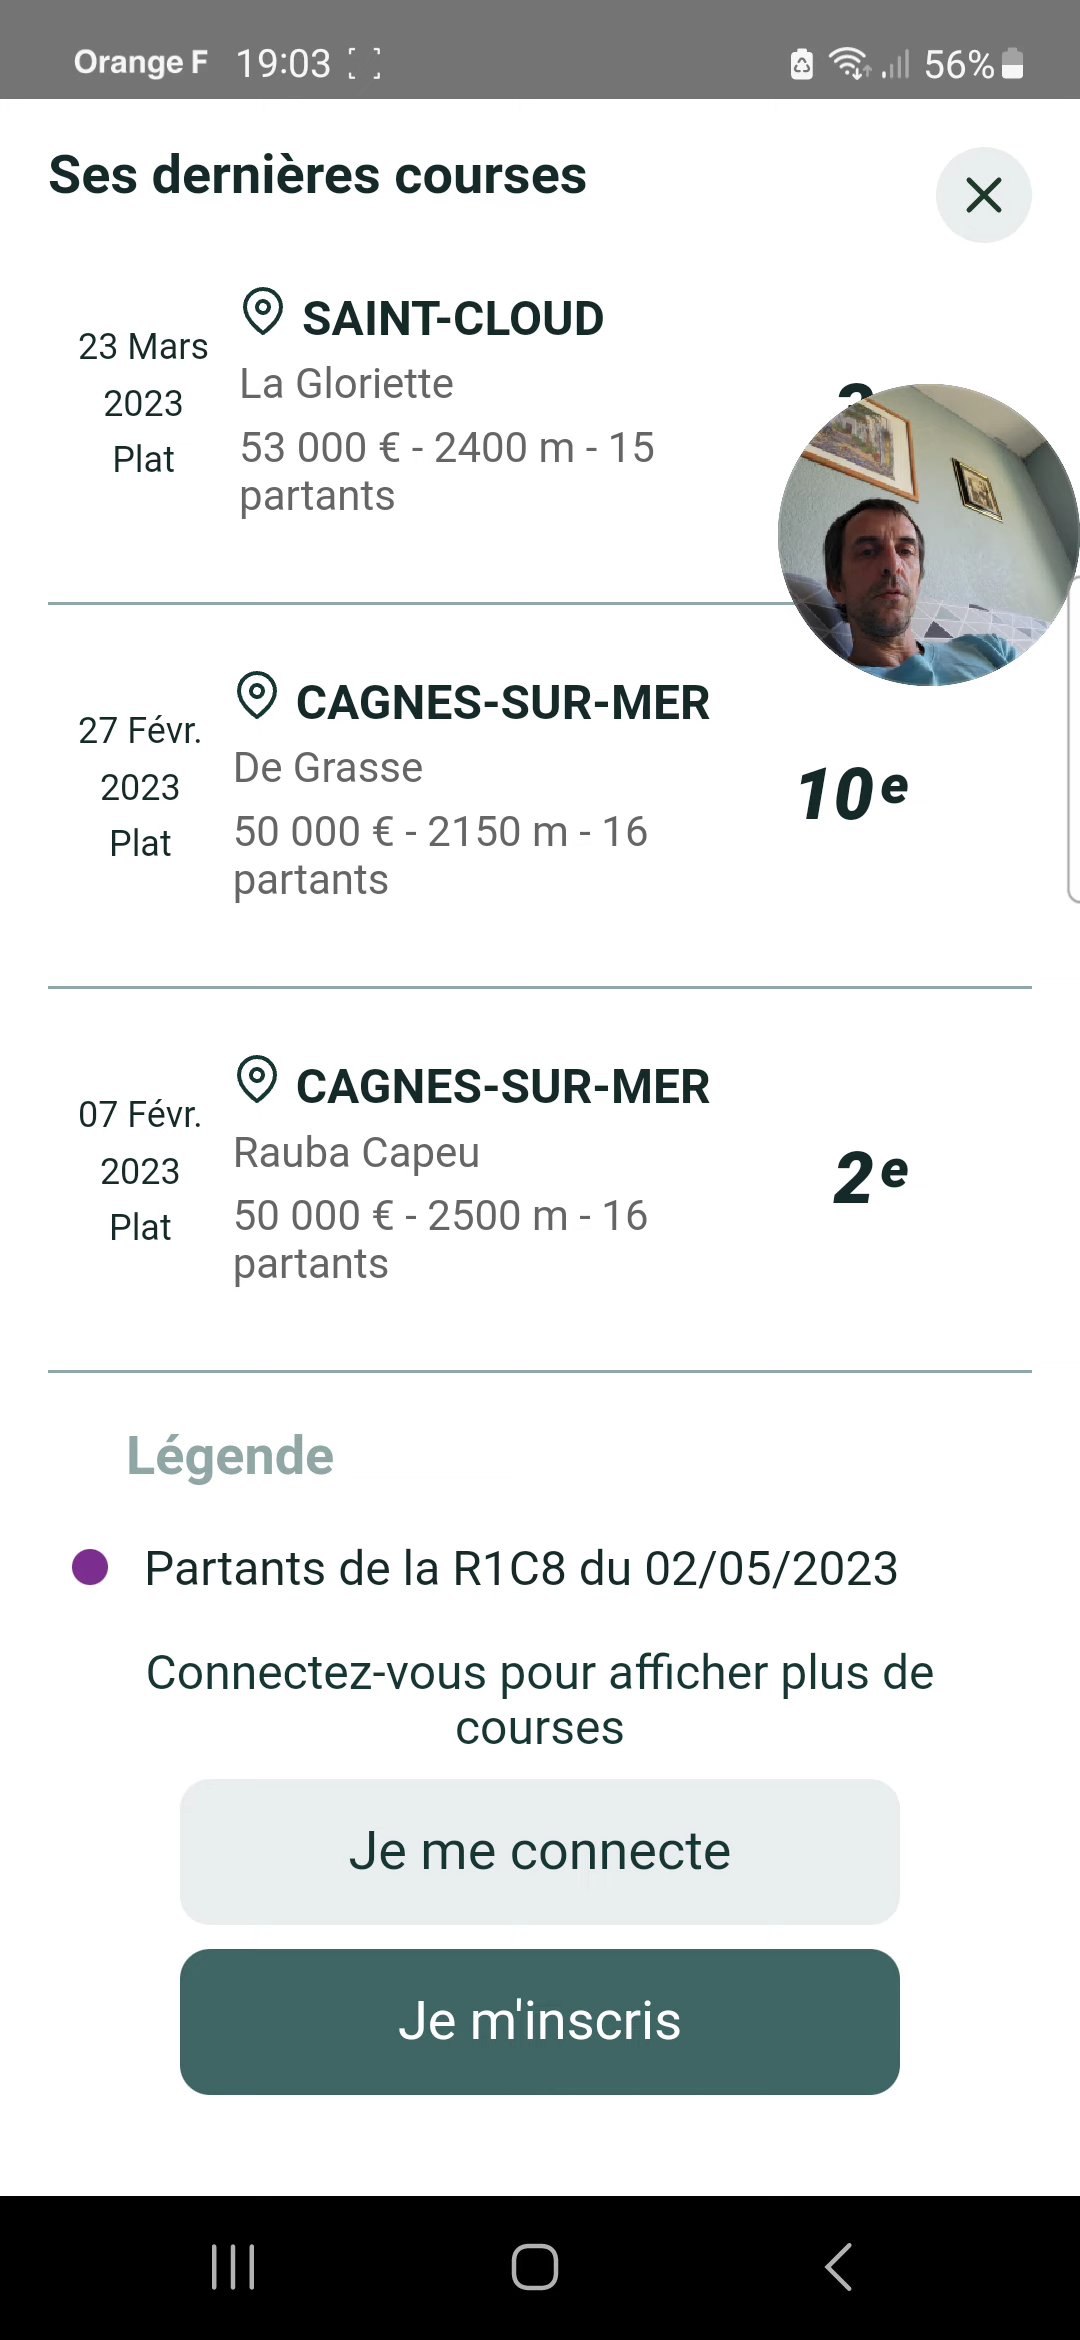 Orange F 19:03 56%
Ses dernières courses
SAINT-CLOUD
23 Mars
2023
Plat
La Gloriette
53 000 € - 2400 m - 15
partants
CAGNES-SUR-MER
27 Févr.
2023
Plat
De Grasse
50 000 € - 2150 m - 16
partants
10e
CAGNES-SUR-MER
07 Févr.
2023
Plat
Rauba Capeu
50 000 € - 2500 m - 16
partants
2e
Légende
Partants de la R1C8 du 02/05/2023
Connectez-vous pour afficher plus de
courses
Je me connecte
Je m'inscris